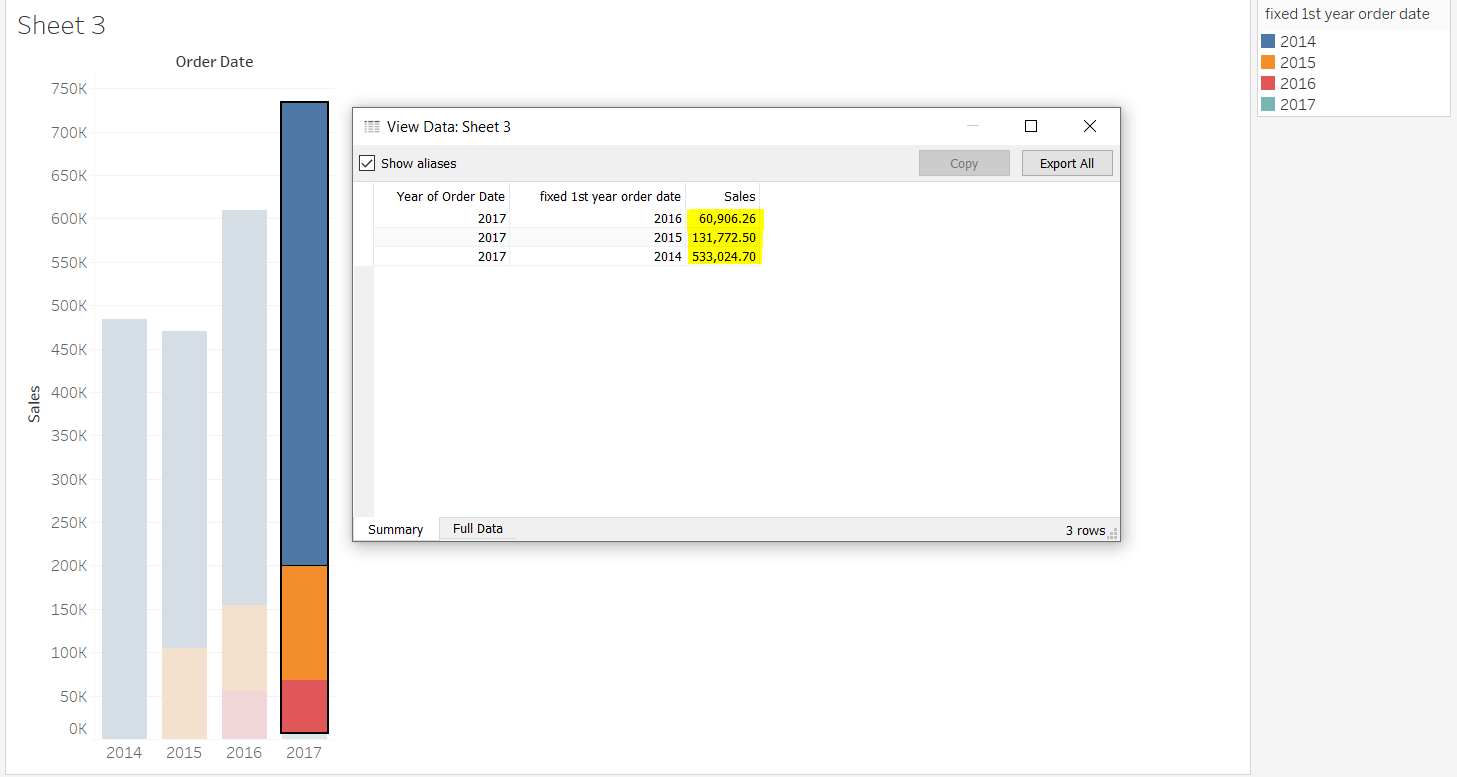 Sheet 3
Order Date
750K
700K
650K
600K
550K
500K
450K
400K
350K
300K
250K
200K
150K
100K
50K
0K
Sales
2014 2015 2016 2017
View Data: Sheet 3
Show aliases Copy Export All
Year of Order Date fixed 1st year order date Sales
2017 2016 60,906.26
2017 2015 131,772.50
2017 2014 533,024.70
Summary Full Data 3 rows
fixed 1st year order date
2014
2015
2016
2017